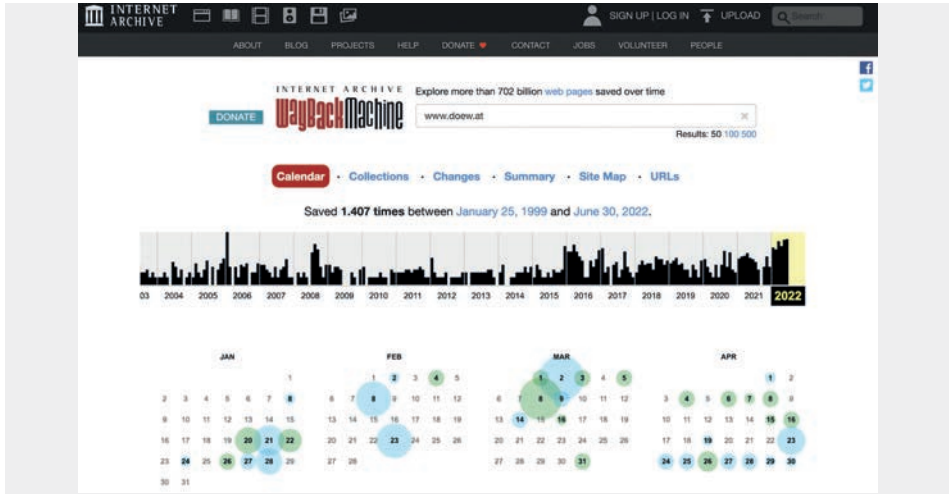 INTERNET ARCHIVE
SIGN UP | LOG IN UPLOAD Search
ABOUT BLOG PROJECTS HELP DONATE CONTACT JOBS VOLUNTEER PEOPLE
INTERNET ARCHIVE
WayBackMachine
DONATE
Explore more than 702 billion web pages saved over time
www.doew.at
Results: 50 100 500
Calendar · Collections · Changes · Summary · Site Map · URLs
Saved 1.407 times between January 25, 1999 and June 30, 2022.
03 2004 2005 2006 2007 2008 2009 2010 2011 2012 2013 2014 2015 2016 2017 2018 2019 2020 2021 2022
JAN FEB MAR APR
1 1 2 3 4 5 1 2 3 4 5 1 2
2 3 4 5 6 7 8 6 7 8 9 10 11 12 6 7 8 9 10 11 12 3 4 5 6 7 8 9
9 10 11 12 13 14 15 13 14 15 16 17 18 19 13 14 15 16 17 18 19 10 11 12 13 14 15 16
16 17 18 19 20 21 22 20 21 22 23 24 25 26 20 21 22 23 24 25 26 17 18 19 20 21 22 23
23 24 25 26 27 28 29 27 28 27 28 29 30 31 24 25 26 27 28 29 30
30 31